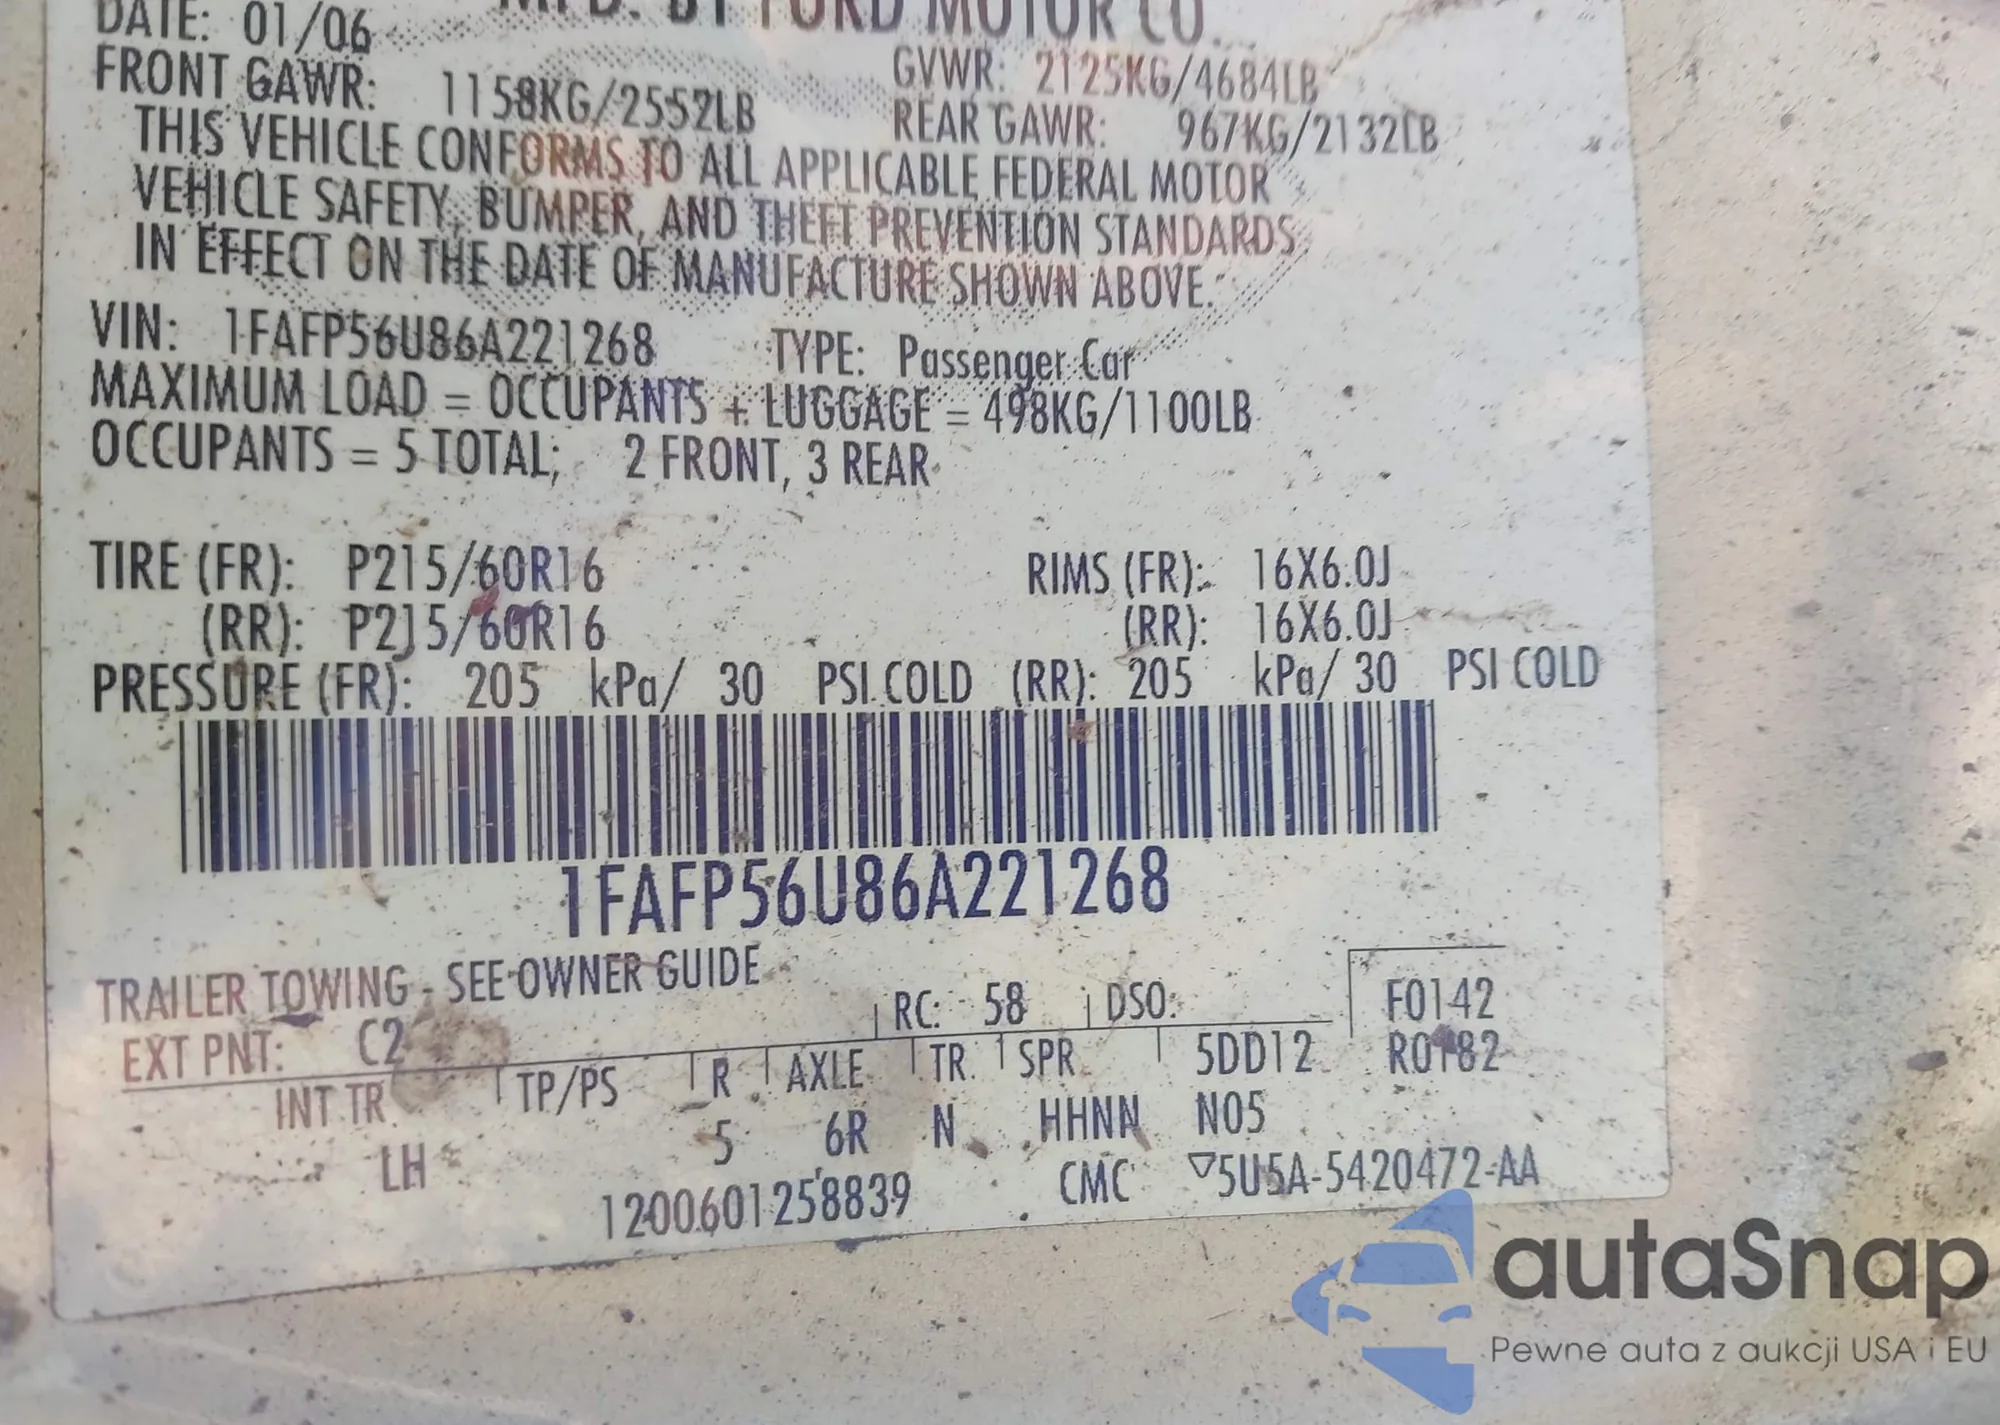 MFD. BY FORD MOTOR CO.
DATE: 01/06
GVWR: 2125KG/4684LB
FRONT GAWR: 1158KG/2552LB
REAR GAWR: 967KG/2132LB
THIS VEHICLE CONFORMS TO ALL APPLICABLE FEDERAL MOTOR
VEHICLE SAFETY, BUMPER, AND THEFT PREVENTION STANDARDS
IN EFFECT ON THE DATE OF MANUFACTURE SHOWN ABOVE.
VIN: 1FAFP56U86A221268 TYPE: Passenger Car
MAXIMUM LOAD = OCCUPANTS + LUGGAGE = 498KG/1100LB
OCCUPANTS = 5 TOTAL; 2 FRONT, 3 REAR
TIRE (FR): P215/60R16 RIMS (FR): 16X6.0J
(RR): P215/60R16 (RR): 16X6.0J
PRESSURE (FR): 205 kPa/ 30 PSI COLD (RR): 205 kPa/ 30 PSI COLD
1FAFP56U86A221268
TRAILER TOWING - SEE OWNER GUIDE
EXT PNT: C2 RC: 58 DSO: F0142
INT TR TP/PS R AXLE TR SPR 5DD12 R0182
LH 5 6R N HHNN N05
1200601258839 CMC ▽5U5A-5420472-AA
autaSnap
Pewne auta z aukcji USA i EU